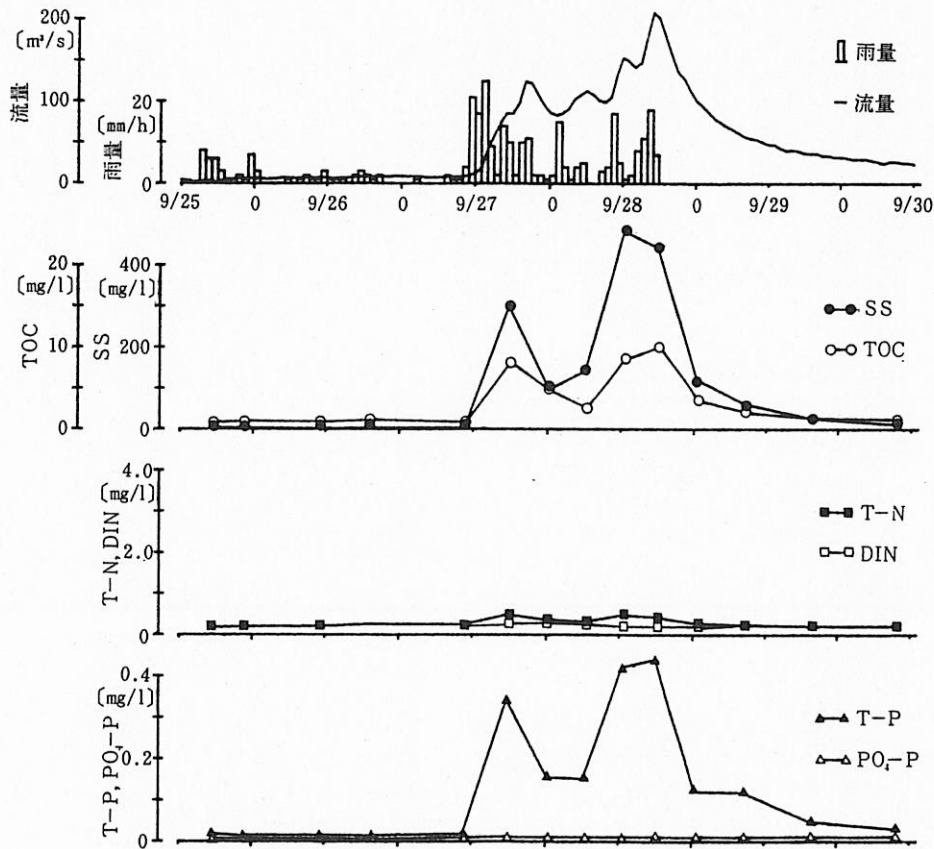 200
〔m³/s〕
流量
100
0
20
〔mm/h〕
雨量
0
雨量
流量
9/25 0 9/26 0 9/27 0 9/28 0 9/29 0 9/30
20
〔mg/l〕
TOC
10
0
400
〔mg/l〕
SS
200
0
SS
TOC
4.0
〔mg/l〕
T-N, DIN
2.0
0
T-N
DIN
0.4
〔mg/l〕
T-P, PO₄-P
0.2
0
T-P
PO₄-P